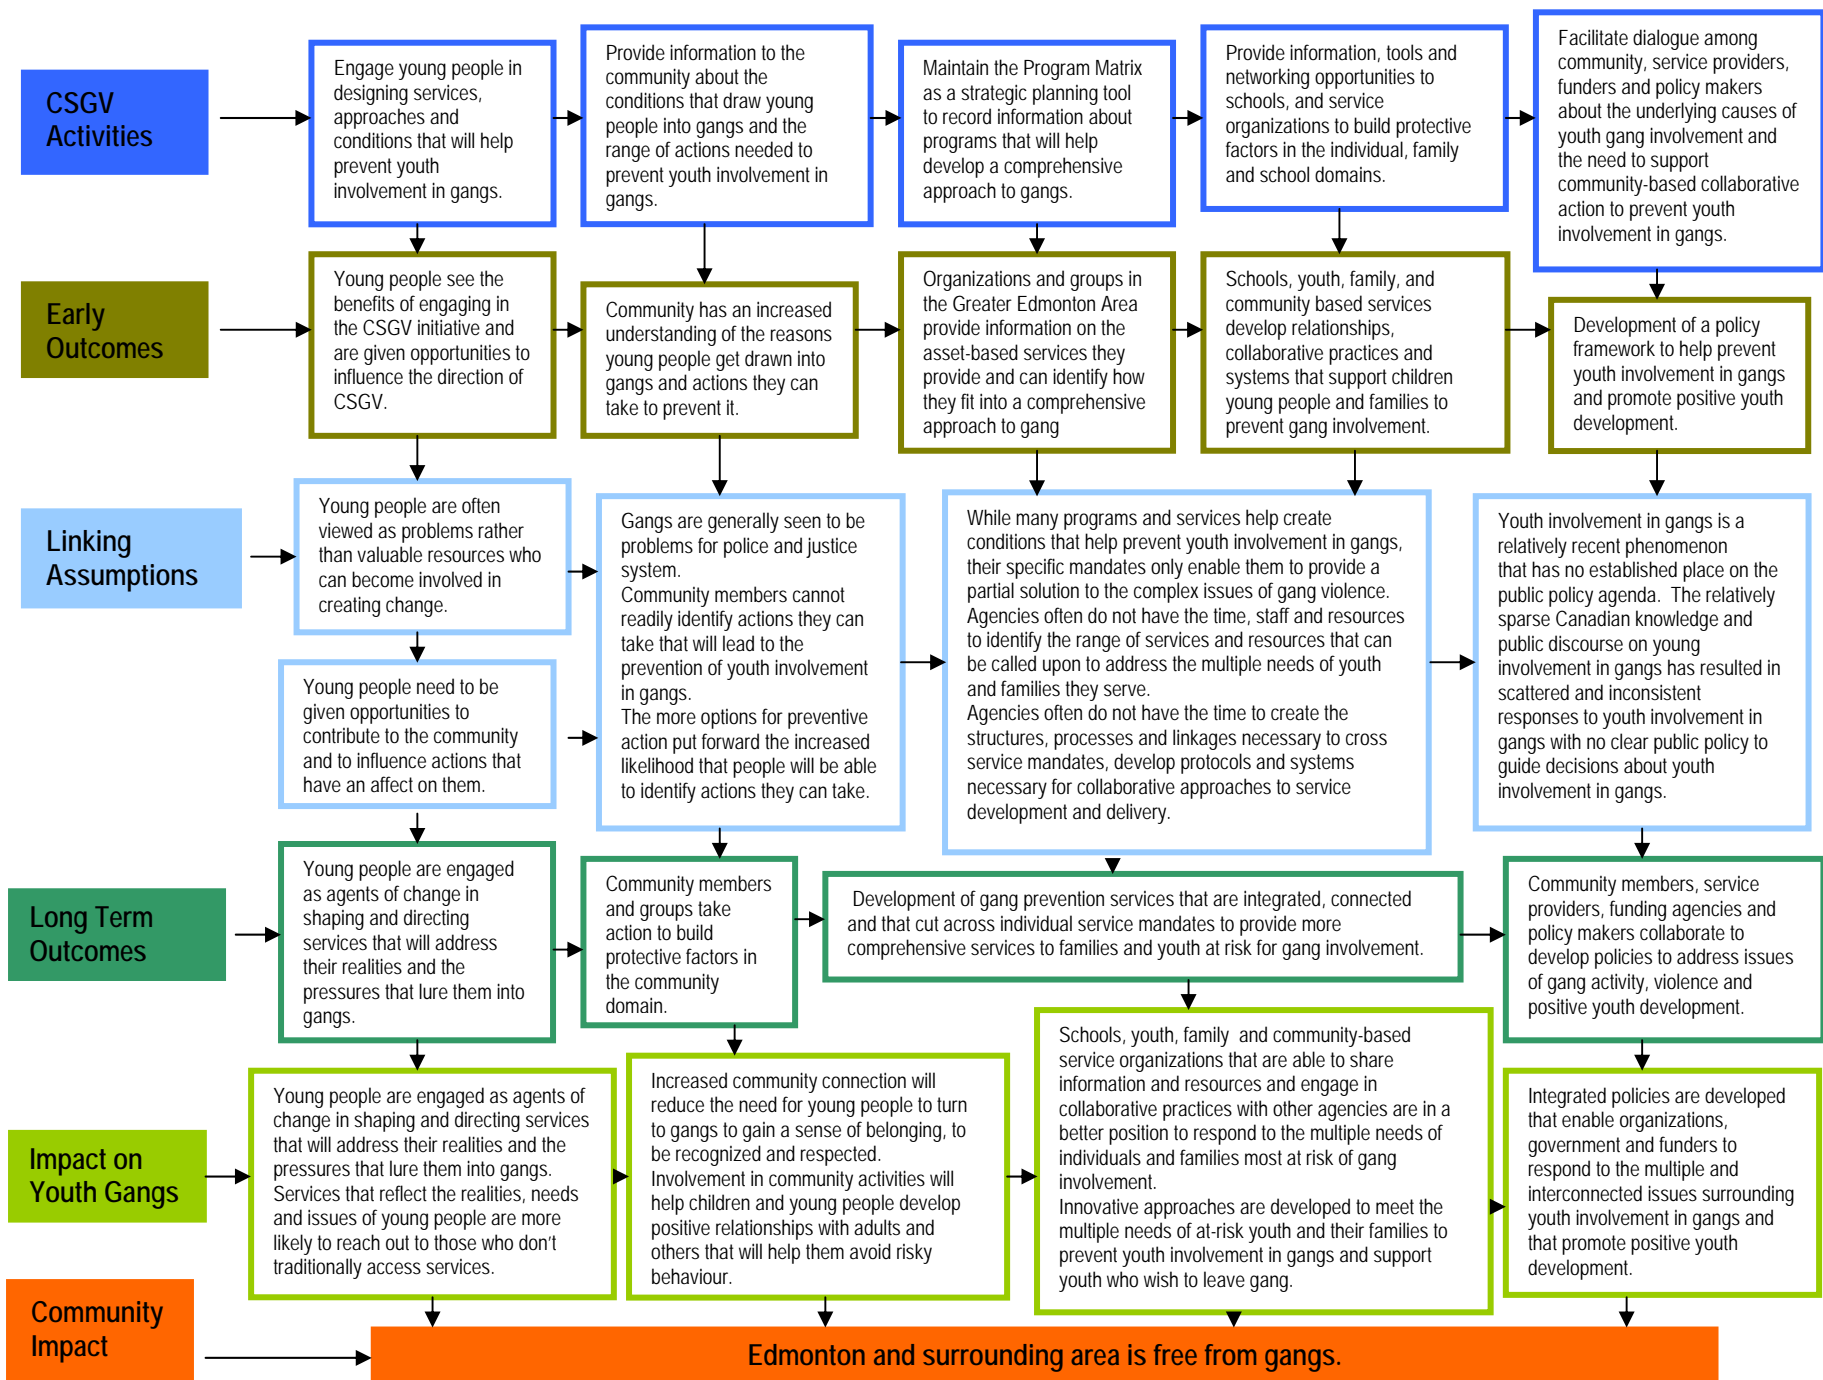 CSGV
Activities
Engage young people in
designing services,
approaches and
conditions that will help
prevent youth
involvement in gangs.
Provide information to the
community about the
conditions that draw young
people into gangs and the
range of actions needed to
prevent youth involvement in
gangs.
Maintain the Program Matrix
as a strategic planning tool
to record information about
programs that will help
develop a comprehensive
approach to gangs.
Provide information, tools and
networking opportunities to
schools, and service
organizations to build protective
factors in the individual, family
and school domains.
Facilitate dialogue among
community, service providers,
funders and policy makers
about the underlying causes of
youth gang involvement and
the need to support
community-based collaborative
action to prevent youth
involvement in gangs.
Early
Outcomes
Young people see the
benefits of engaging in
the CSGV initiative and
are given opportunities to
influence the direction of
CSGV.
Community has an increased
understanding of the reasons
young people get drawn into
gangs and actions they can
take to prevent it.
Organizations and groups in
the Greater Edmonton Area
provide information on the
asset-based services they
provide and can identify how
they fit into a comprehensive
approach to gang
Schools, youth, family, and
community based services
develop relationships,
collaborative practices and
systems that support children
young people and families to
prevent gang involvement.
Development of a policy
framework to help prevent
youth involvement in gangs
and promote positive youth
development.
Linking
Assumptions
Young people are often
viewed as problems rather
than valuable resources who
can become involved in
creating change.
Young people need to be
given opportunities to
contribute to the community
and to influence actions that
have an affect on them.
Gangs are generally seen to be
problems for police and justice
system.
Community members cannot
readily identify actions they can
take that will lead to the
prevention of youth involvement
in gangs.
The more options for preventive
action put forward the increased
likelihood that people will be able
to identify actions they can take.
While many programs and services help create
conditions that help prevent youth involvement in gangs,
their specific mandates only enable them to provide a
partial solution to the complex issues of gang violence.
Agencies often do not have the time, staff and resources
to identify the range of services and resources that can
be called upon to address the multiple needs of youth
and families they serve.
Agencies often do not have the time to create the
structures, processes and linkages necessary to cross
service mandates, develop protocols and systems
necessary for collaborative approaches to service
development and delivery.
Youth involvement in gangs is a
relatively recent phenomenon
that has no established place on the
public policy agenda. The relatively
sparse Canadian knowledge and
public discourse on young
involvement in gangs has resulted in
scattered and inconsistent
responses to youth involvement in
gangs with no clear public policy to
guide decisions about youth
involvement in gangs.
Long Term
Outcomes
Young people are engaged
as agents of change in
shaping and directing
services that will address
their realities and the
pressures that lure them into
gangs.
Community members
and groups take
action to build
protective factors in
the community
domain.
Development of gang prevention services that are integrated, connected
and that cut across individual service mandates to provide more
comprehensive services to families and youth at risk for gang involvement.
Community members, service
providers, funding agencies and
policy makers collaborate to
develop policies to address issues
of gang activity, violence and
positive youth development.
Impact on
Youth Gangs
Young people are engaged as agents of
change in shaping and directing services
that will address their realities and the
pressures that lure them into gangs.
Services that reflect the realities, needs
and issues of young people are more
likely to reach out to those who don't
traditionally access services.
Increased community connection will
reduce the need for young people to turn
to gangs to gain a sense of belonging, to
be recognized and respected.
Involvement in community activities will
help children and young people develop
positive relationships with adults and
others that will help them avoid risky
behaviour.
Schools, youth, family and community-based
service organizations that are able to share
information and resources and engage in
collaborative practices with other agencies are in a
better position to respond to the multiple needs of
individuals and families most at risk of gang
involvement.
Innovative approaches are developed to meet the
multiple needs of at-risk youth and their families to
prevent youth involvement in gangs and support
youth who wish to leave gang.
Integrated policies are developed
that enable organizations,
government and funders to
respond to the multiple and
interconnected issues surrounding
youth involvement in gangs and
that promote positive youth
development.
Community
Impact
Edmonton and surrounding area is free from gangs.